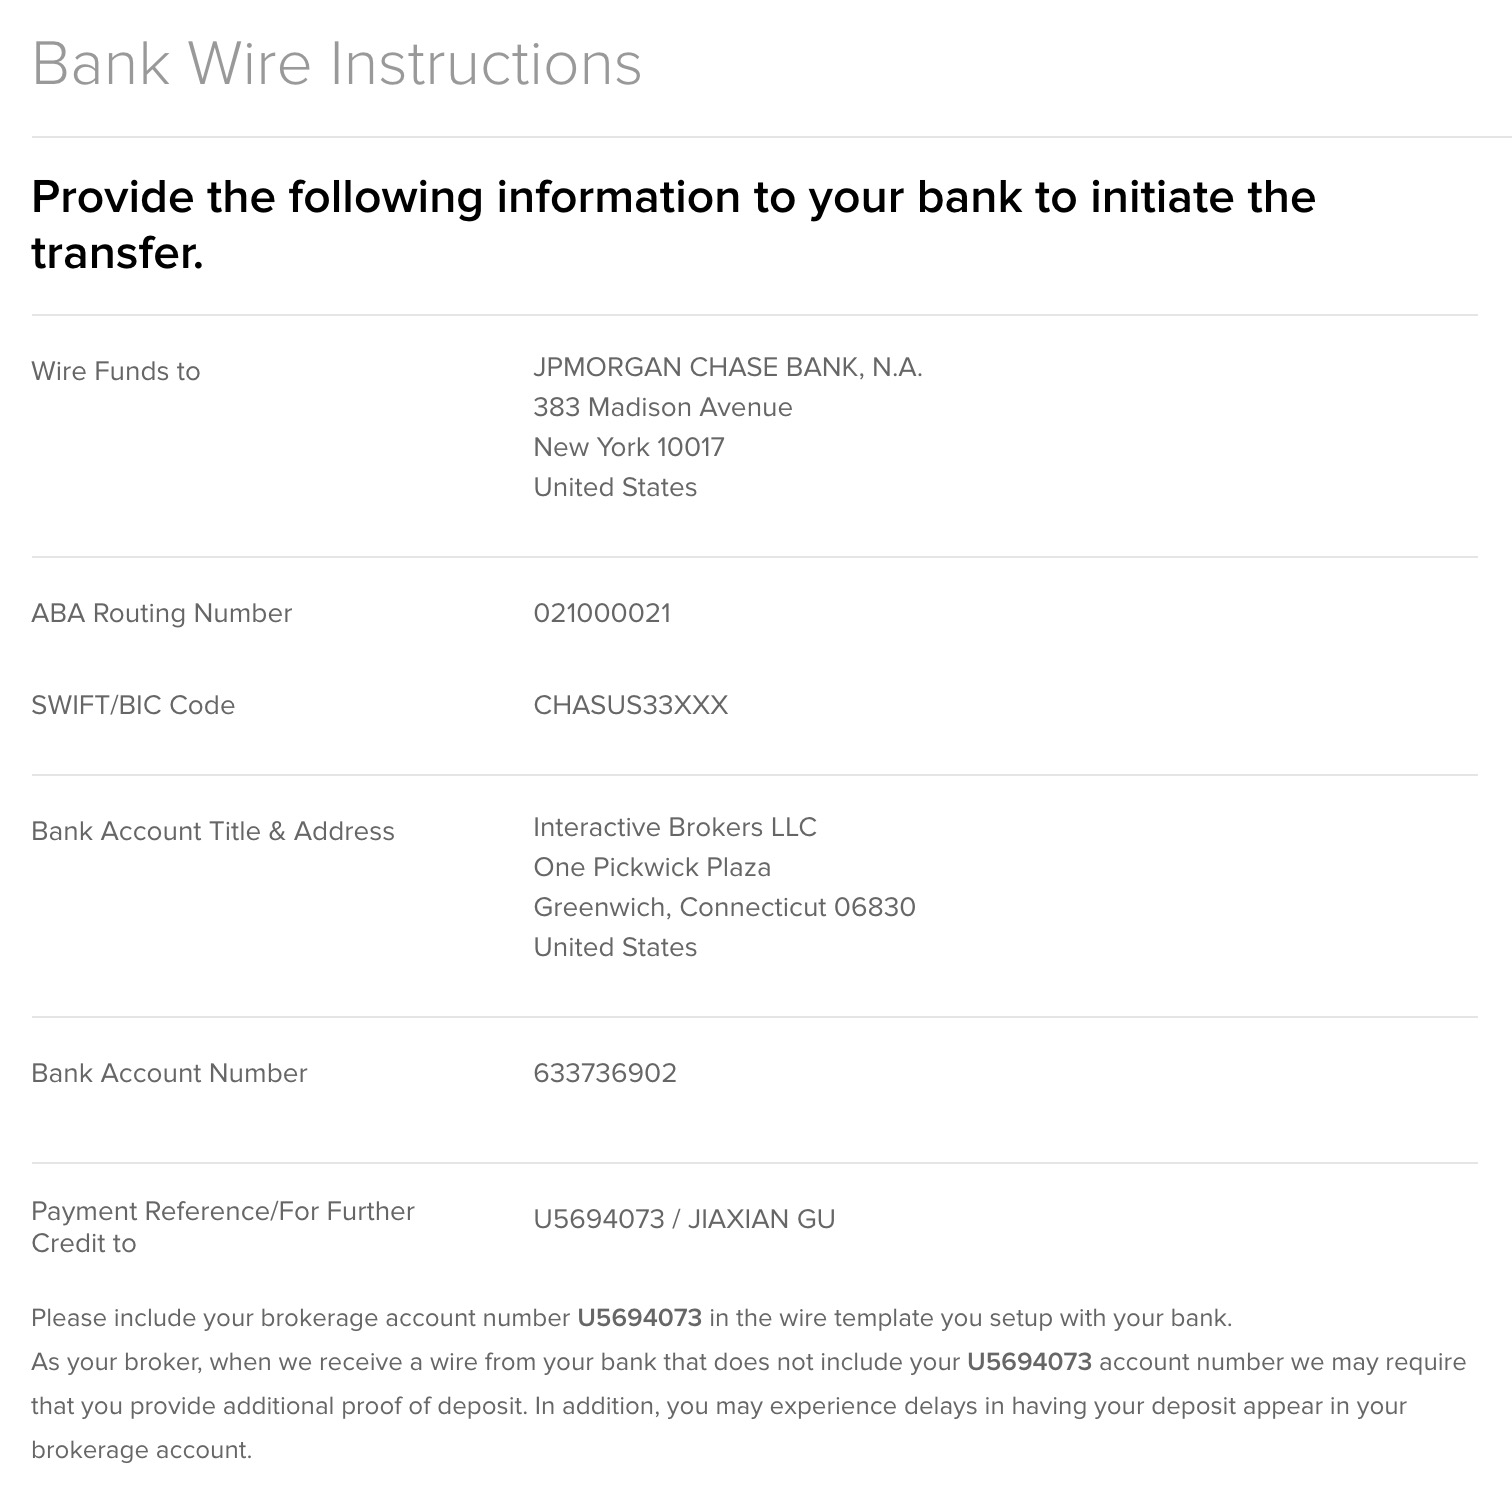 Bank Wire Instructions
Provide the following information to your bank to initiate the
transfer.
Wire Funds to
JPMORGAN CHASE BANK, N.A.
383 Madison Avenue
New York 10017
United States
ABA Routing Number
021000021
SWIFT/BIC Code
CHASUS33XXX
Bank Account Title & Address
Interactive Brokers LLC
One Pickwick Plaza
Greenwich, Connecticut 06830
United States
Bank Account Number
633736902
Payment Reference/For Further
Credit to
U5694073 / JIAXIAN GU
Please include your brokerage account number U5694073 in the wire template you setup with your bank.
As your broker, when we receive a wire from your bank that does not include your U5694073 account number we may require
that you provide additional proof of deposit. In addition, you may experience delays in having your deposit appear in your
brokerage account.